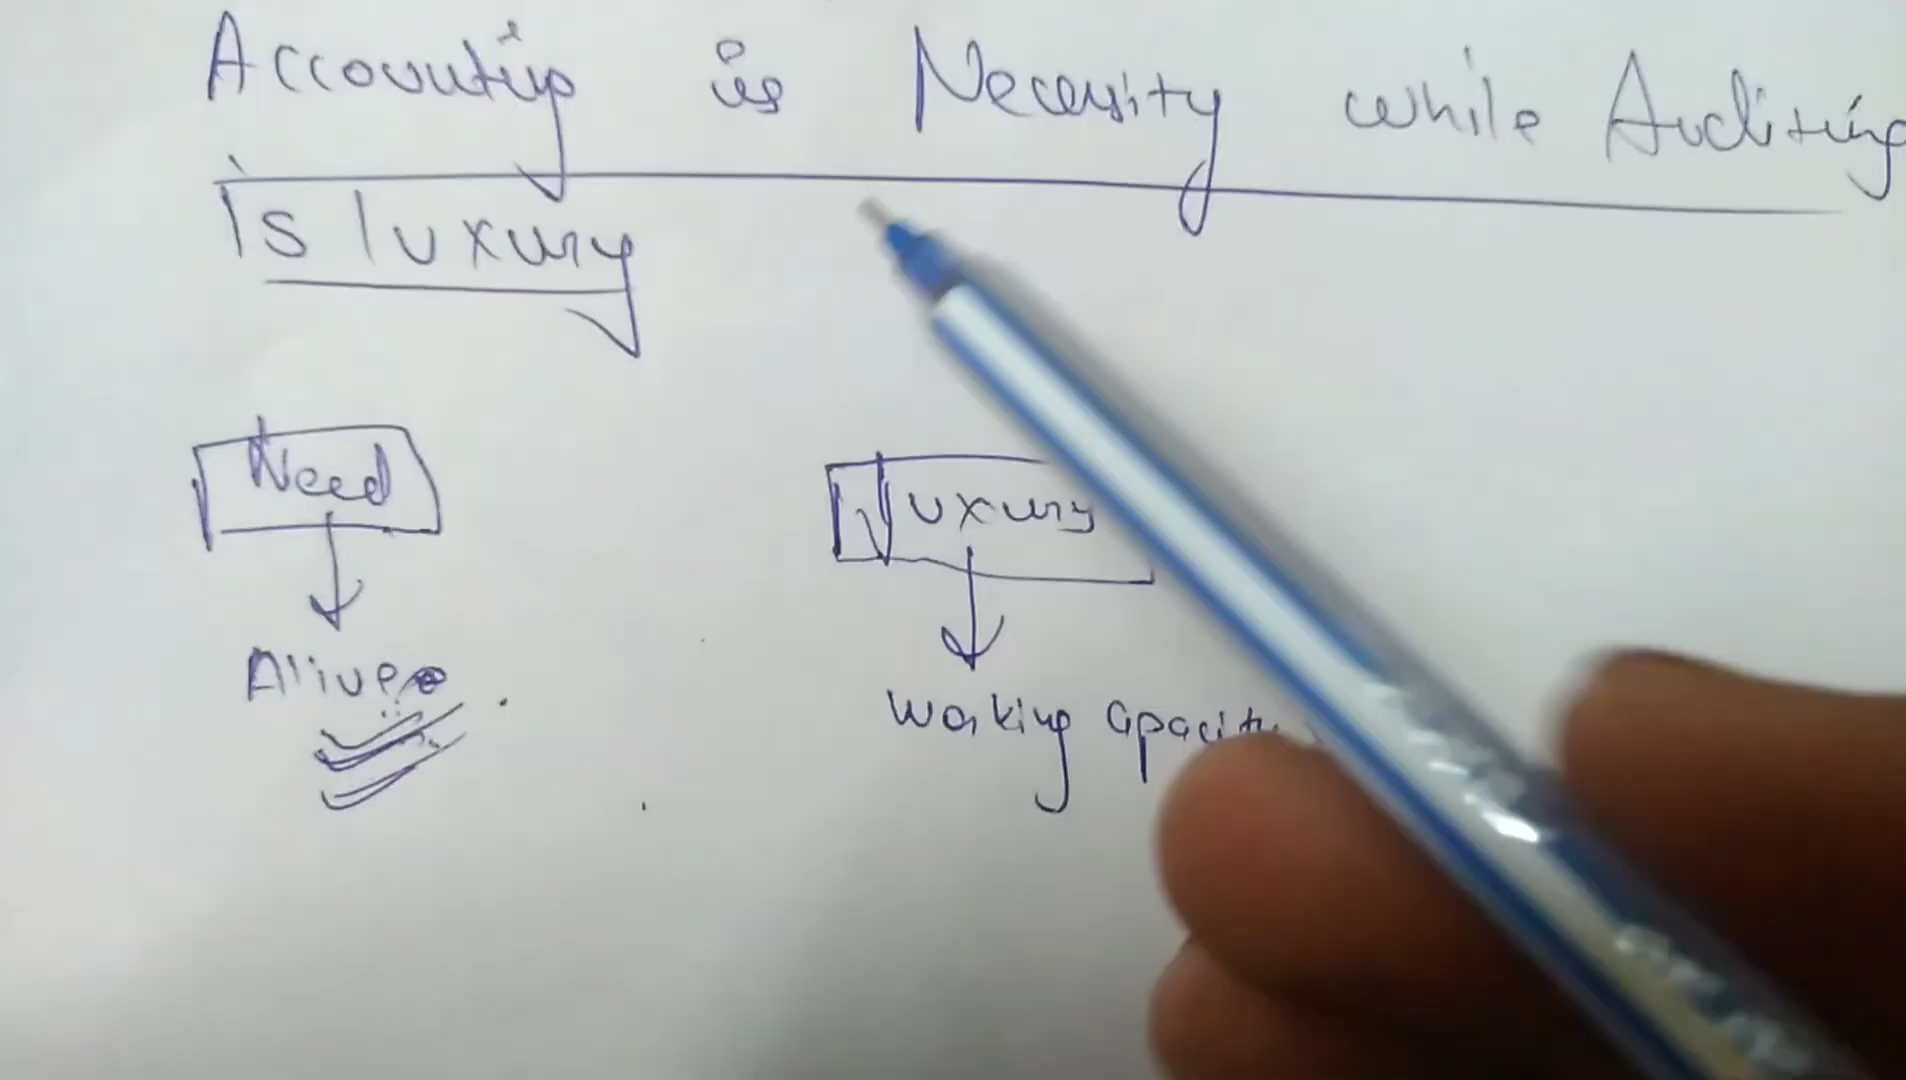 Accounting is Necessity while Auditing
is luxury
Need
Luxury
Alive
Working capacity